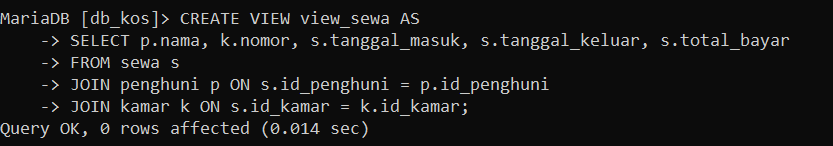 MariaDB [db_kos]> CREATE VIEW view_sewa AS
    -> SELECT p.nama, k.nomor, s.tanggal_masuk, s.tanggal_keluar, s.total_bayar
    -> FROM sewa s
    -> JOIN penghuni p ON s.id_penghuni = p.id_penghuni
    -> JOIN kamar k ON s.id_kamar = k.id_kamar;
Query OK, 0 rows affected (0.014 sec)